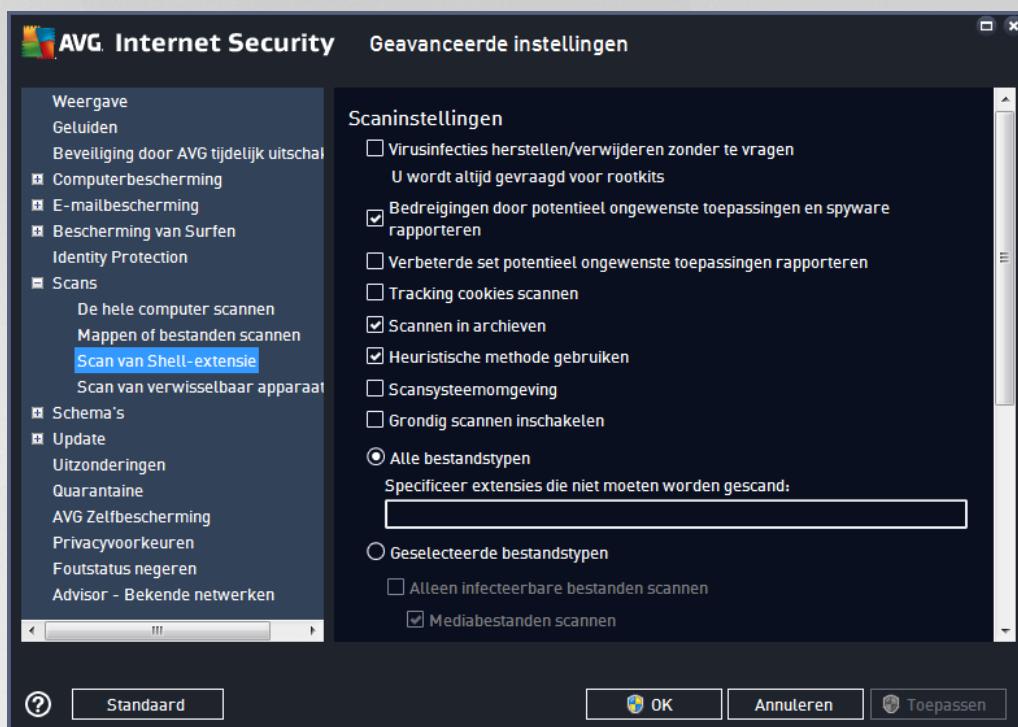 AVG. Internet Security
Geavanceerde instellingen
Weergave
Geluiden
Beveiliging door AVG tijdelijk uitschak
Computerbescherming
E-mailbescherming
Bescherming van Surfen
Identity Protection
Scans
De hele computer scannen
Mappen of bestanden scannen
Scan van Shell-extensie
Scan van verwisselbaar apparaat
Schema's
Update
Uitzonderingen
Quarantaine
AVG Zelfbescherming
Privacyvoorkeuren
Foutstatus negeren
Advisor - Bekende netwerken
Scaninstellingen
Virusinfecties herstellen/verwijderen zonder te vragen
U wordt altijd gevraagd voor rootkits
Bedreigingen door potentieel ongewenste toepassingen en spyware
rapporteren
Verbeterde set potentieel ongewenste toepassingen rapporteren
Tracking cookies scannen
Scannen in archieven
Heuristische methode gebruiken
Scansysteemomgeving
Grondig scannen inschakelen
Alle bestandstypen
Specificeer extensies die niet moeten worden gescand:
Geselecteerde bestandstypen
Alleen infecteerbare bestanden scannen
Mediabestanden scannen
Standaard
OK
Annuleren
Toepassen